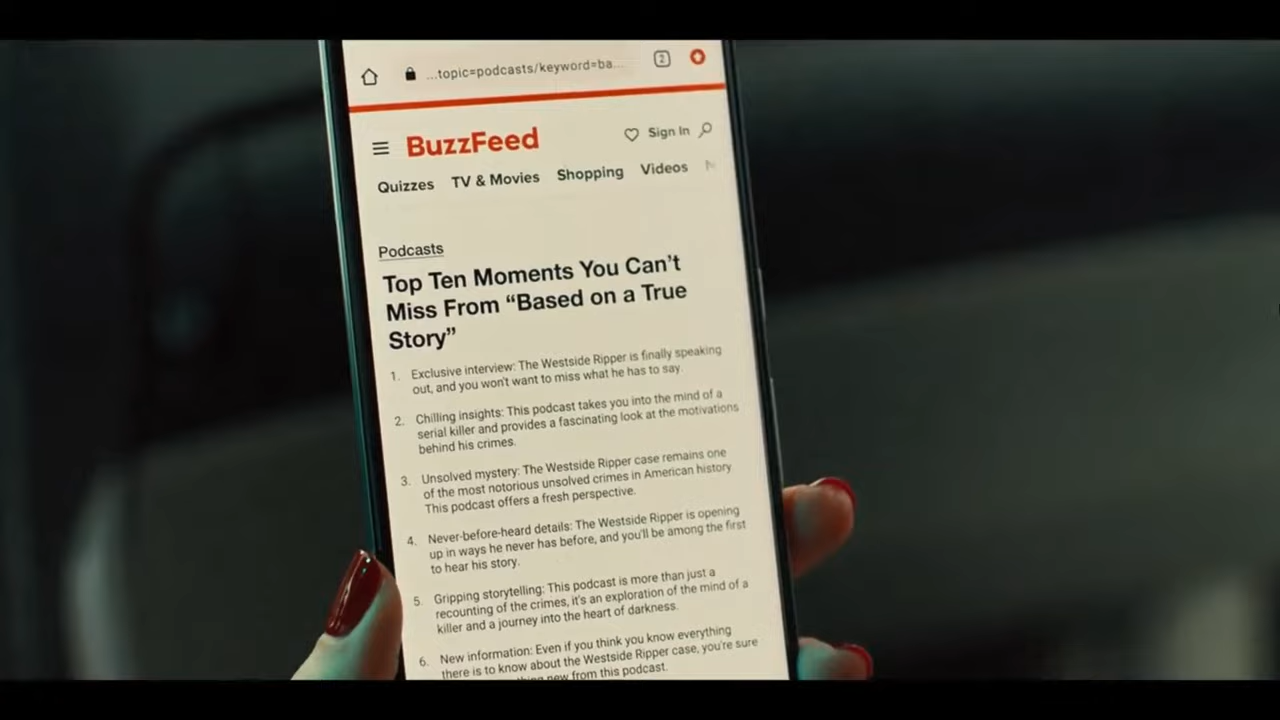 ...topic=podcasts/keyword=ba...
2
BuzzFeed
Sign In
Quizzes TV & Movies Shopping Videos
Podcasts
Top Ten Moments You Can't
Miss From “Based on a True
Story”
1. Exclusive interview: The Westside Ripper is finally speaking
out, and you won't want to miss what he has to say.
2. Chilling insights: This podcast takes you into the mind of a
serial killer and provides a fascinating look at the motivations
behind his crimes.
3. Unsolved mystery: The Westside Ripper case remains one
of the most notorious unsolved crimes in American history
This podcast offers a fresh perspective.
4. Never-before-heard details: The Westside Ripper is opening
up in ways he never has before, and you'll be among the first
to hear his story.
5. Gripping storytelling: This podcast is more than just a
recounting of the crimes, it's an exploration of the mind of a
killer and a journey into the heart of darkness.
6. New information: Even if you think you know everything
there is to know about the Westside Ripper case, you're sure
new from this podcast.